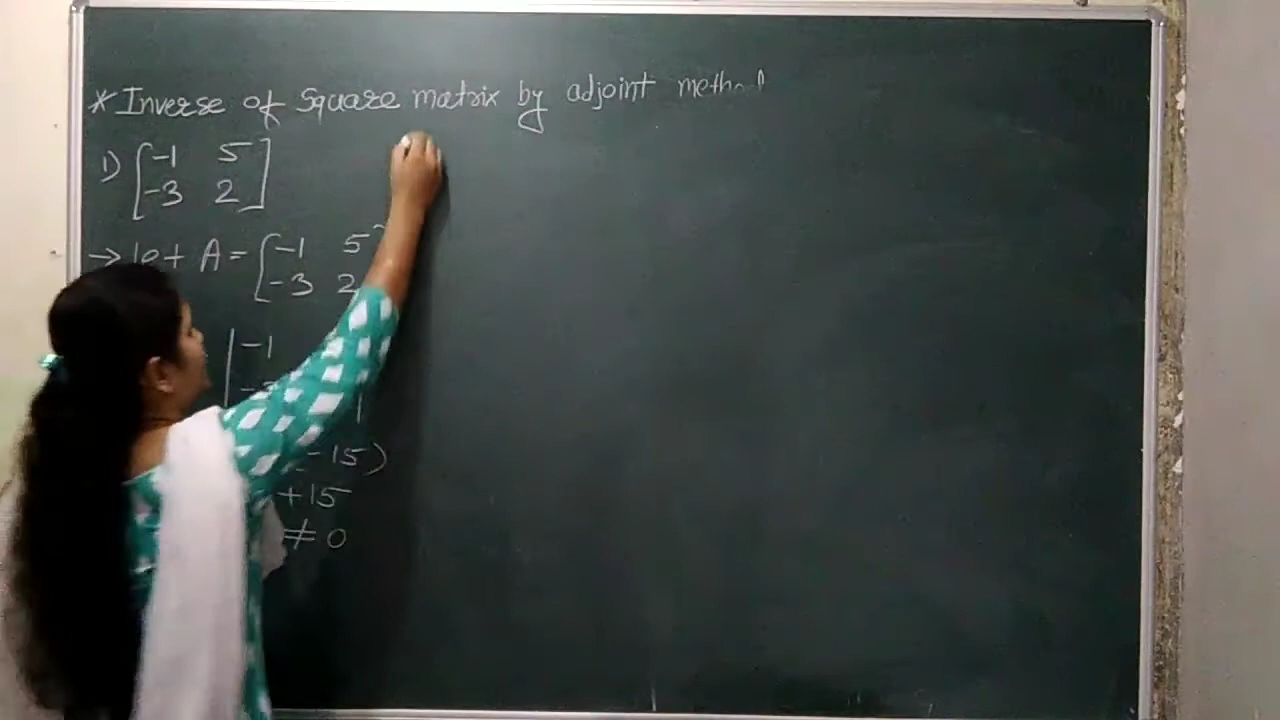 * Inverse of Square matrix by adjoint method
1) [-1 5
-3 2]
→ let A = [-1 5
-3 2
|-1
-15)
+15
≠ 0